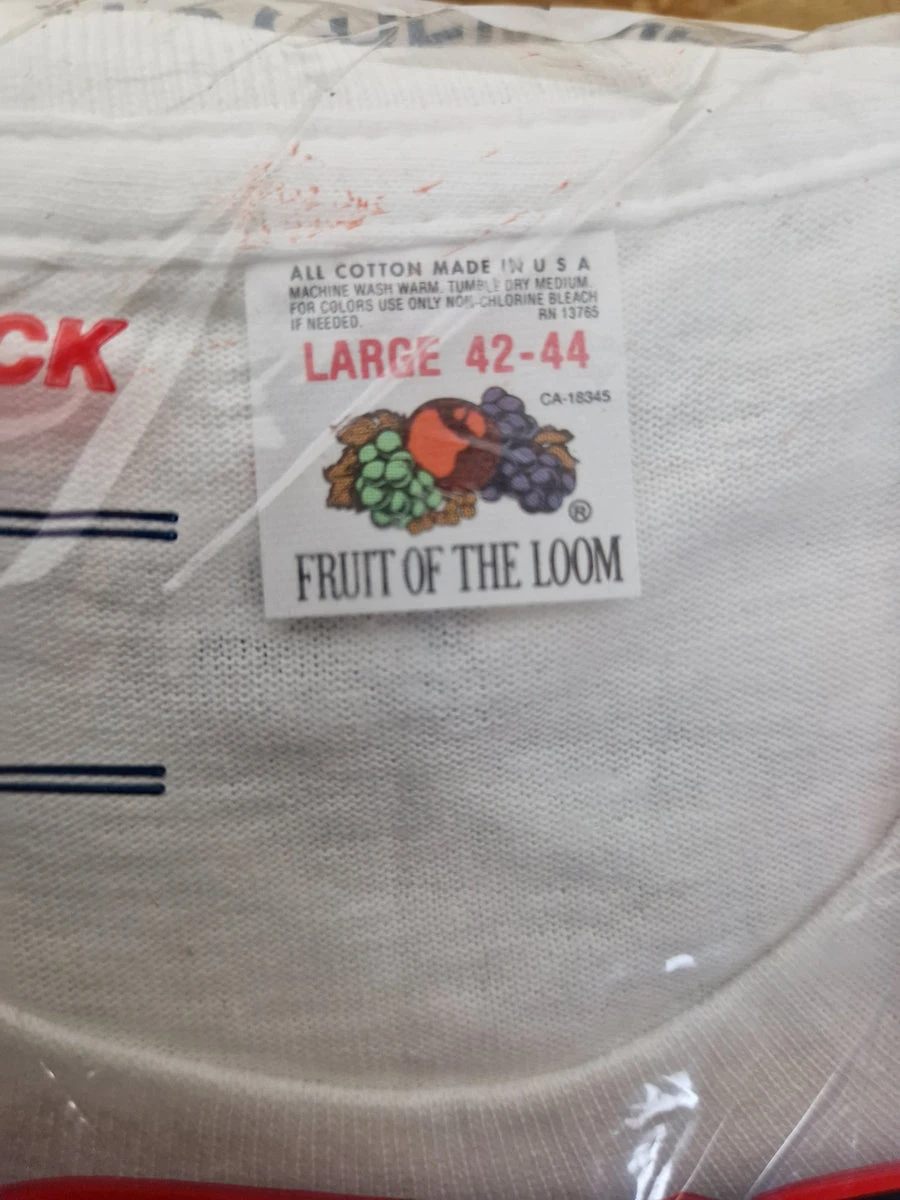 ALL COTTON MADE IN U S A
MACHINE WASH WARM. TUMBLE DRY MEDIUM.
FOR COLORS USE ONLY NON-CHLORINE BLEACH
IF NEEDED. RN 13765
CK
LARGE 42-44
CA-18345
®
FRUIT OF THE LOOM